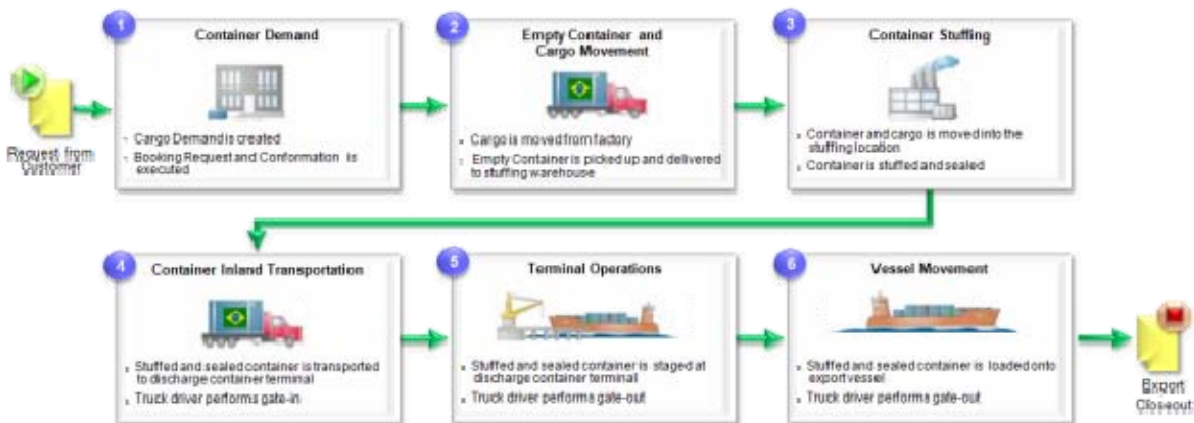 1
Container Demand
Cargo Demand is created
Booking Request and Conformation is
executed
2
Empty Container and
Cargo Movement
Cargo is moved from factory
Empty Container is picked up and delivered
to stuffing warehouse
3
Container Stuffing
Container and cargo is moved into the
stuffing location
Container is stuffed and sealed
Request from
Customer
4
Container Inland Transportation
Stuffed and sealed container is transported
to discharge container terminal
Truck driver performs gate-in
5
Terminal Operations
Stuffed and sealed container is staged at
discharge container terminal
Truck driver performs gate-out
6
Vessel Movement
Stuffed and sealed container is loaded onto
export vessel
Truck driver performs gate-out
Export
Close out